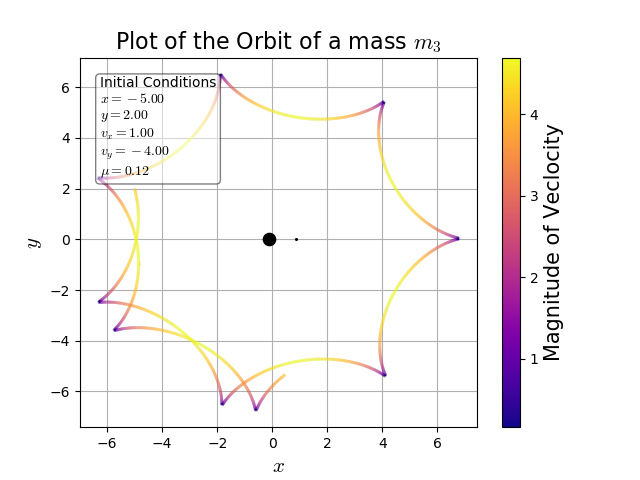 Plot of the Orbit of a mass m₃
Initial Conditions
x = −5.00
y = 2.00
vₓ = 1.00
v_y = −4.00
μ = 0.12
6
4
2
0
−2
−4
−6
y
−6
−4
−2
0
2
4
6
x
4
3
2
1
Magnitude of Veclocity